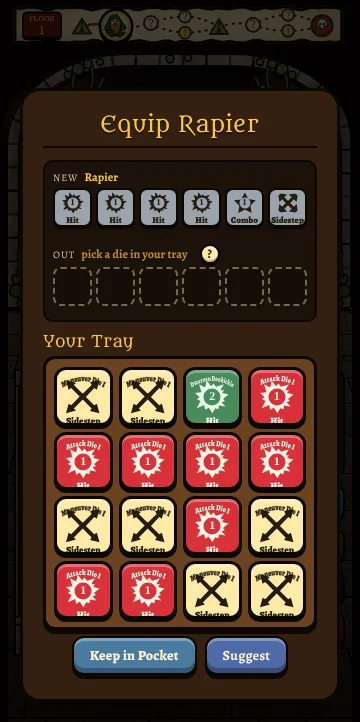 FLOOR
1
? ? ?
! !
Equip Rapier
NEW Rapier
1 1 1 1 1
Hit Hit Hit Hit Combo Sidestep
OUT pick a die in your tray ?
Your Tray
Maneuver Die I Maneuver Die I Attack Die I
2 1
Sidestep Sidestep Hit Hit
Attack Die I Attack Die I Attack Die I Attack Die I
1 1 1 1
Hit Hit Hit Hit
Maneuver Die I Maneuver Die I Attack Die I Maneuver Die I
1
Sidestep Sidestep Hit Sidestep
Attack Die I Attack Die I Maneuver Die I Maneuver Die I
1 1
Hit Hit Sidestep Sidestep
Keep in Pocket Suggest